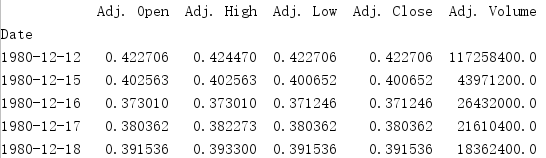 Adj. Open Adj. High Adj. Low Adj. Close Adj. Volume
Date
1980-12-12 0.422706 0.424470 0.422706 0.422706 117258400.0
1980-12-15 0.402563 0.402563 0.400652 0.400652 43971200.0
1980-12-16 0.373010 0.373010 0.371246 0.371246 26432000.0
1980-12-17 0.380362 0.382273 0.380362 0.380362 21610400.0
1980-12-18 0.391536 0.393300 0.391536 0.391536 18362400.0